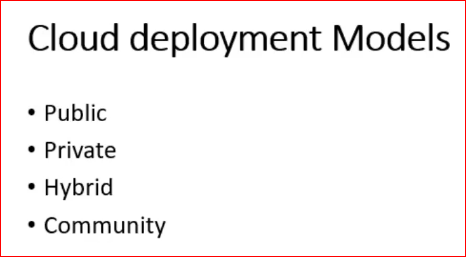 Cloud deployment Models
• Public
• Private
• Hybrid
• Community